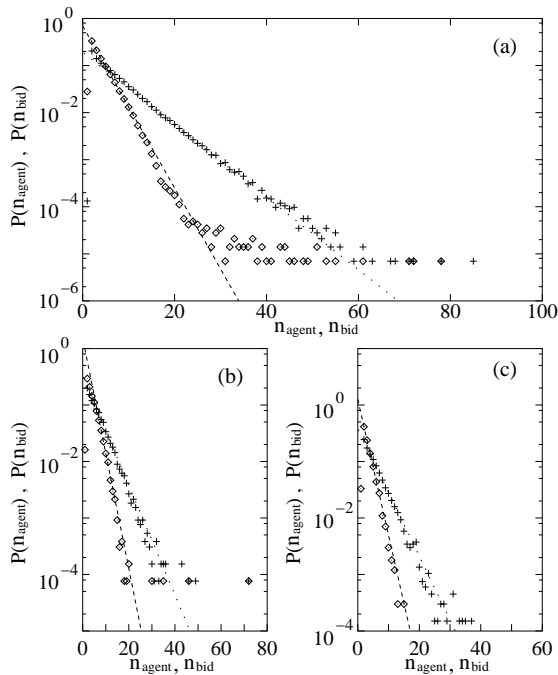 10^0
10^-2
10^-4
10^-6
P(n_agent) , P(n_bid)
(a)
0 20 40 60 80 100
n_agent, n_bid
10^0
10^-2
10^-4
P(n_agent) , P(n_bid)
(b)
0 20 40 60 80
n_agent, n_bid
10^0
10^-2
10^-4
P(n_agent) , P(n_bid)
(c)
0 20 40 60
n_agent, n_bid